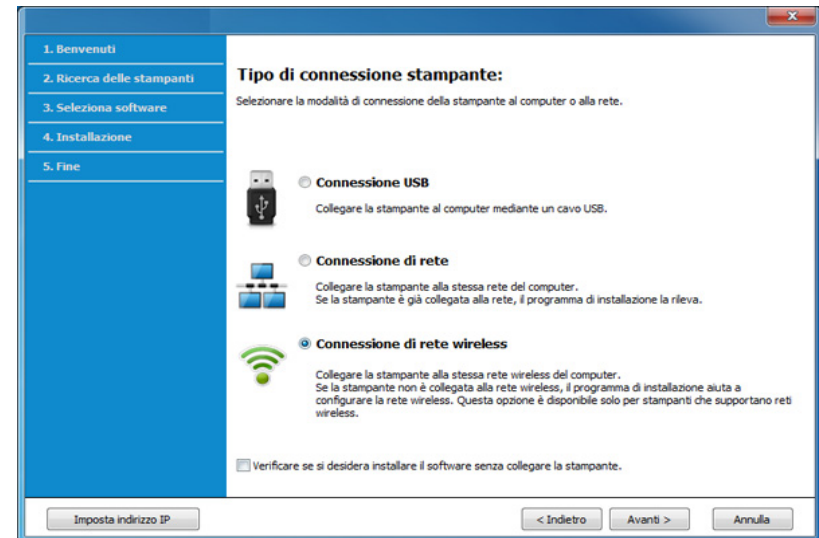 1. Benvenuti
2. Ricerca delle stampanti
3. Seleziona software
4. Installazione
5. Fine
Tipo di connessione stampante:
Selezionare la modalità di connessione della stampante al computer o alla rete.
Connessione USB
Collegare la stampante al computer mediante un cavo USB.
Connessione di rete
Collegare la stampante alla stessa rete del computer.
Se la stampante è già collegata alla rete, il programma di installazione la rileva.
Connessione di rete wireless
Collegare la stampante alla stessa rete wireless del computer.
Se la stampante non è collegata alla rete wireless, il programma di installazione aiuta a
configurare la rete wireless. Questa opzione è disponibile solo per stampanti che supportano reti
wireless.
Verificare se si desidera installare il software senza collegare la stampante.
Imposta indirizzo IP
< Indietro
Avanti >
Annulla